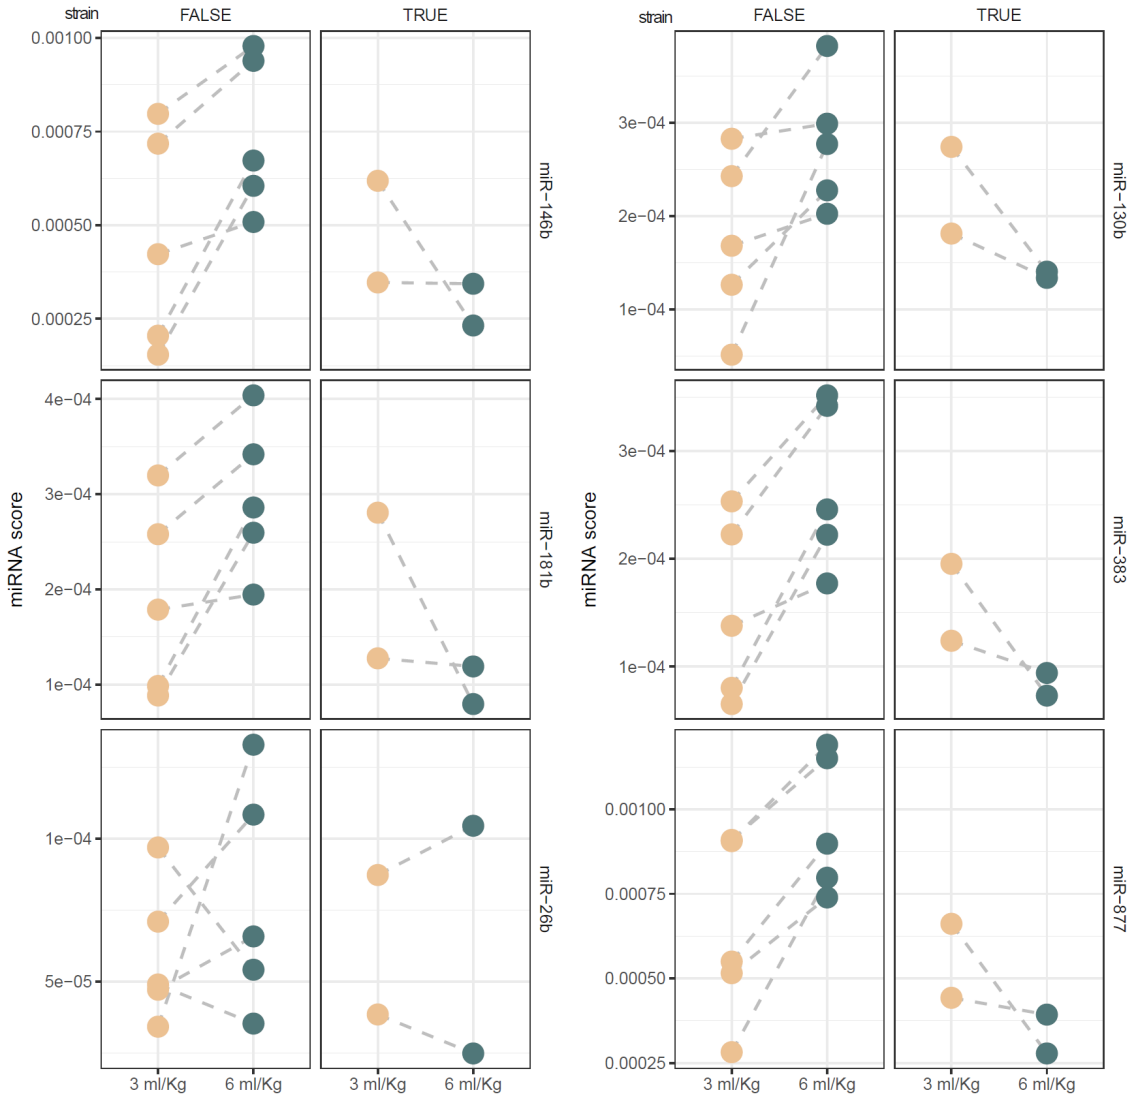 strain FALSE TRUE
0.00100
0.00075
0.00050
0.00025
miR−146b
4e−04
3e−04
2e−04
1e−04
miR−181b
1e−04
5e−05
miR−26b
miRNA score
3 ml/Kg 6 ml/Kg 3 ml/Kg 6 ml/Kg
strain FALSE TRUE
3e−04
2e−04
1e−04
miR−130b
3e−04
2e−04
1e−04
miR−383
0.00100
0.00075
0.00050
0.00025
miR−877
miRNA score
3 ml/Kg 6 ml/Kg 3 ml/Kg 6 ml/Kg